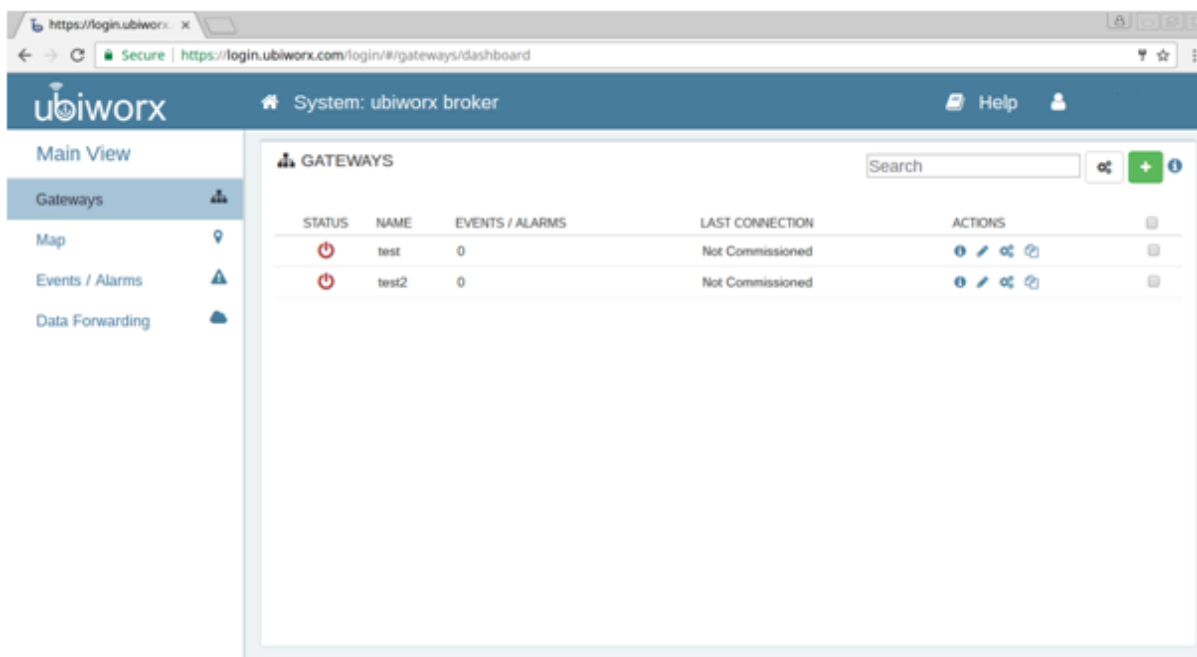 https://login.ubiworx.
Secure https://login.ubiworx.com/login/#/gateways/dashboard
ubiworx
System: ubiworx broker
Help
Main View
GATEWAYS
Search
Gateways
Map
Events / Alarms
Data Forwarding
STATUS NAME EVENTS / ALARMS LAST CONNECTION ACTIONS
test 0 Not Commissioned
test2 0 Not Commissioned